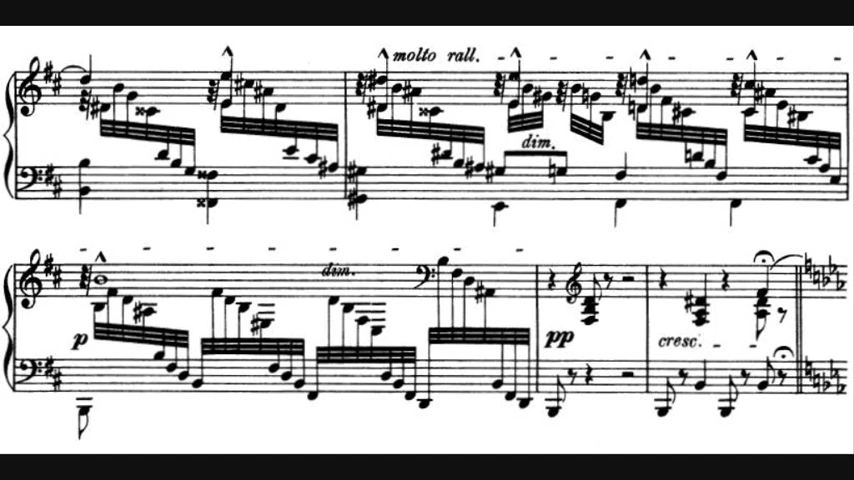 molto rall.
dim.
dim.
p
pp
cresc.